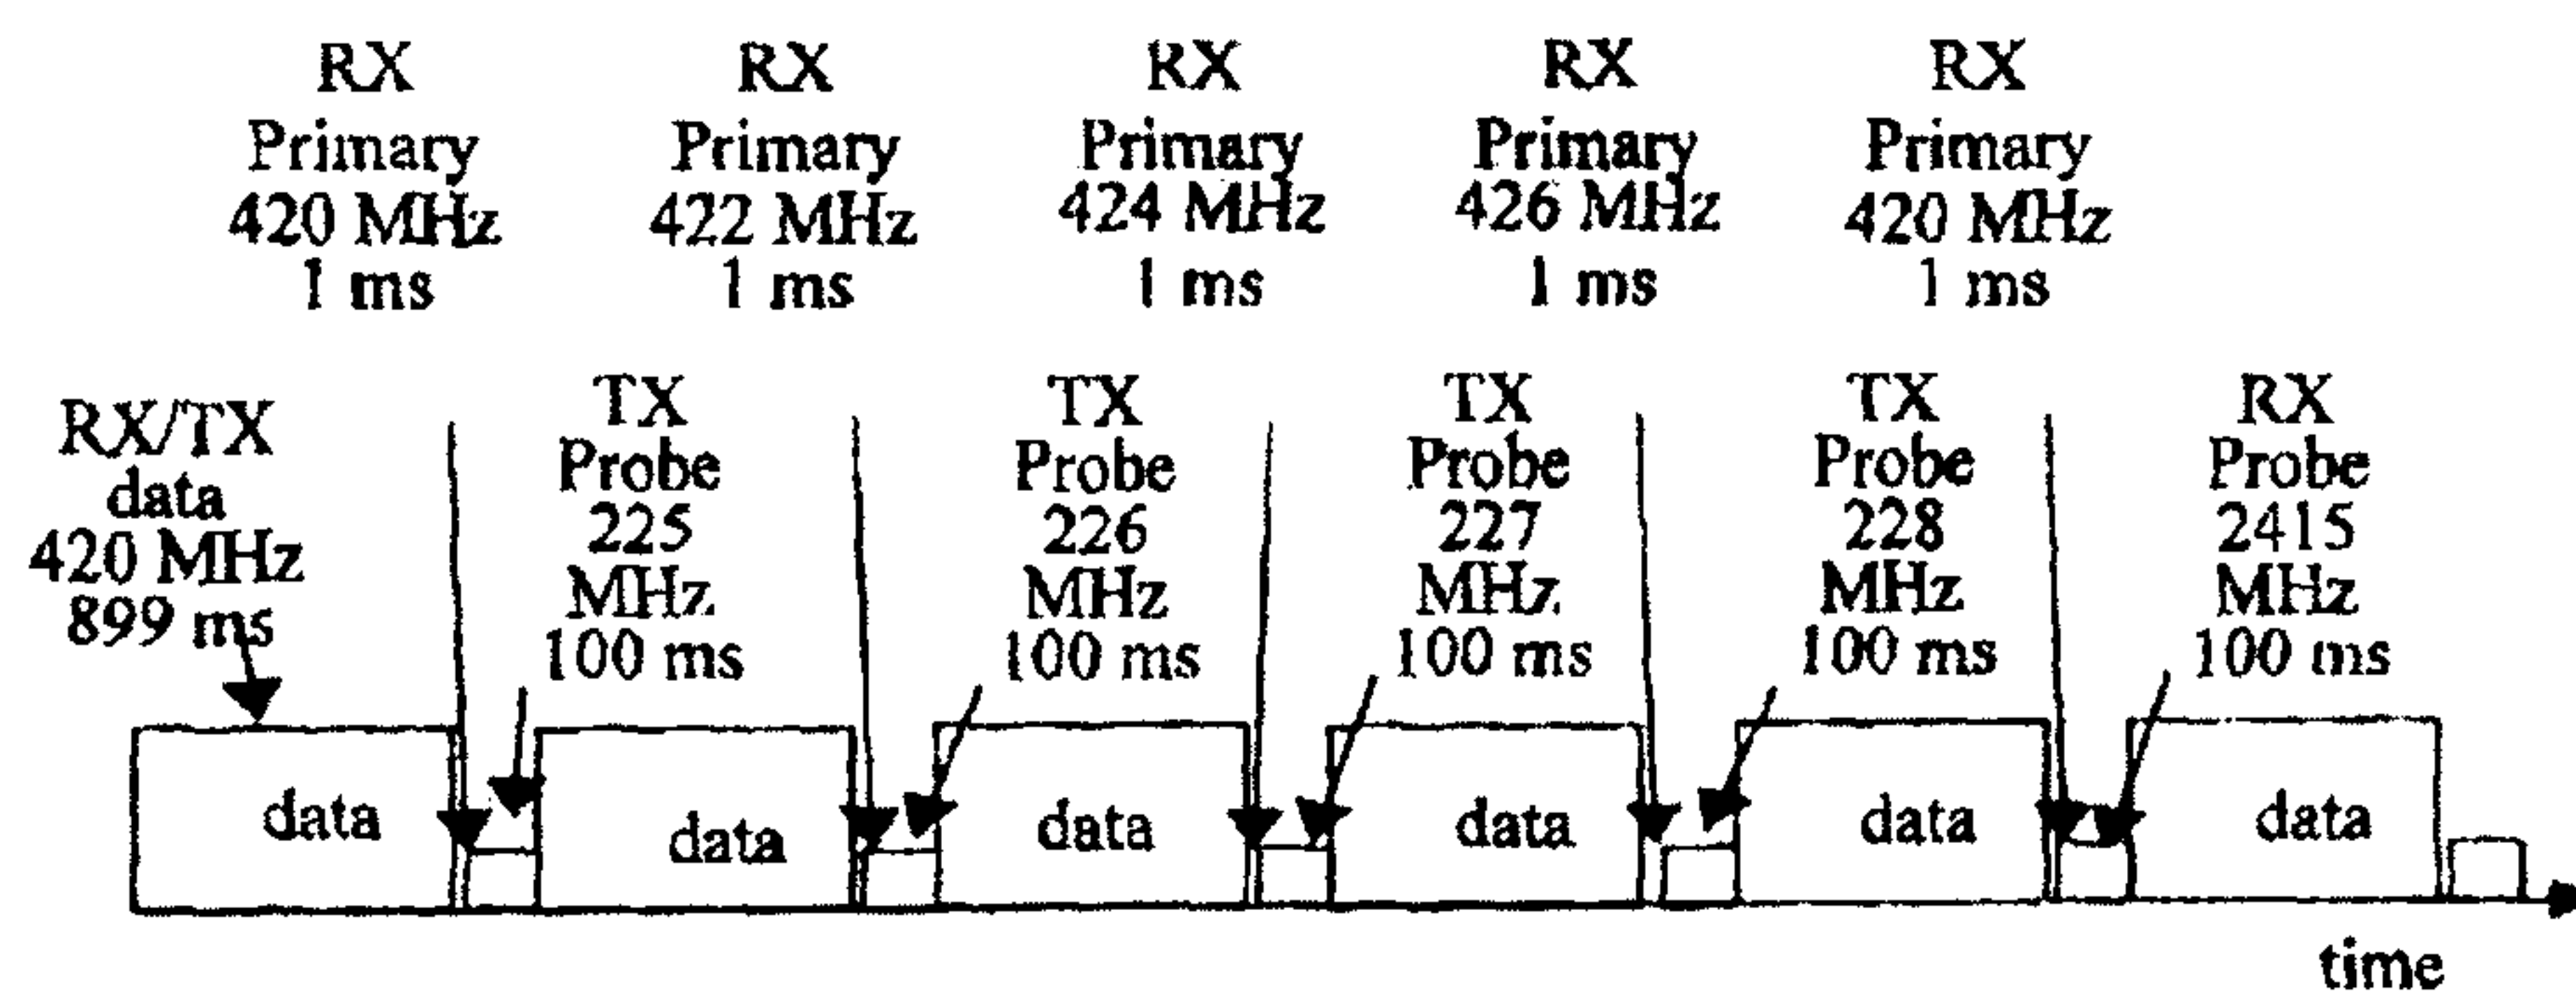 RX
Primary
420 MHz
1 ms
RX
Primary
422 MHz
1 ms
RX
Primary
424 MHz
1 ms
RX
Primary
426 MHz
1 ms
RX
Primary
420 MHz
1 ms
RX/TX
data
420 MHz
899 ms
TX
Probe
225
MHz
100 ms
TX
Probe
226
MHz
100 ms
TX
Probe
227
MHz
100 ms
TX
Probe
228
MHz
100 ms
RX
Probe
2415
MHz
100 ms
data
data
data
data
data
data
time